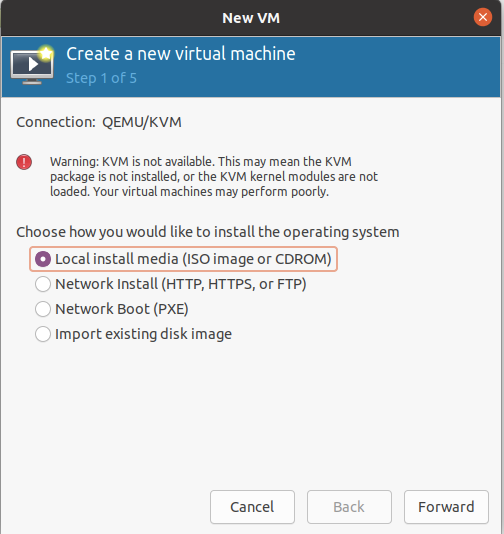 New VM
Create a new virtual machine
Step 1 of 5
Connection: QEMU/KVM
Warning: KVM is not available. This may mean the KVM
package is not installed, or the KVM kernel modules are not
loaded. Your virtual machines may perform poorly.
Choose how you would like to install the operating system
Local install media (ISO image or CDROM)
Network Install (HTTP, HTTPS, or FTP)
Network Boot (PXE)
Import existing disk image
Cancel Back Forward